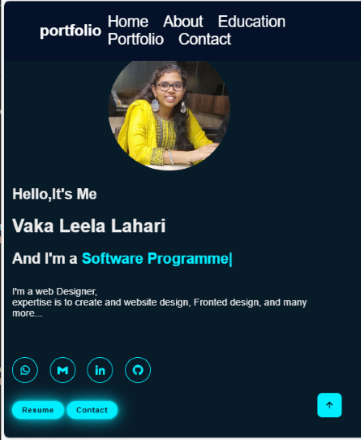 portfolio Home About Education
Portfolio Contact
Hello,It's Me
Vaka Leela Lahari
And I'm a Software Programme|
I'm a web Designer,
expertise is to create and website design, Fronted design, and many
more...
Resume Contact